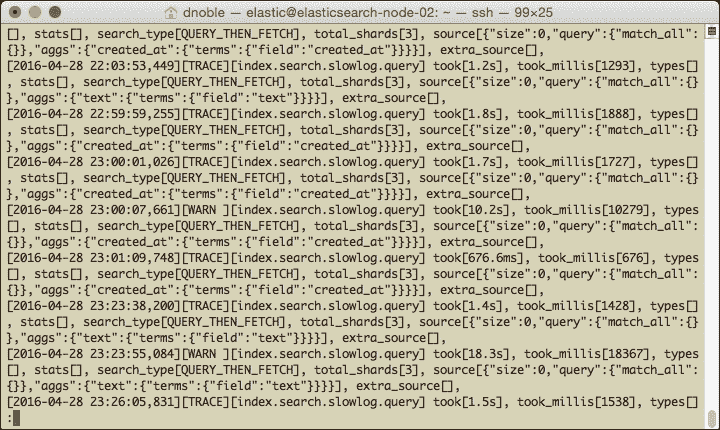 dnoble — elastic@elasticsearch-node-02: ~ — ssh — 99×25
[], stats[], search_type[QUERY_THEN_FETCH], total_shards[3], source[{"size":0,"query":{"match_all":
{}},"aggs":{"created_at":{"terms":{"field":"created_at"}}}}], extra_source[],
[2016-04-28 22:03:53,449][TRACE][index.search.slowlog.query] took[1.2s], took_millis[1293], types[]
, stats[], search_type[QUERY_THEN_FETCH], total_shards[3], source[{"size":0,"query":{"match_all":{}
},"aggs":{"text":{"terms":{"field":"text"}}}}], extra_source[],
[2016-04-28 22:59:59,255][TRACE][index.search.slowlog.query] took[1.8s], took_millis[1888], types[]
, stats[], search_type[QUERY_THEN_FETCH], total_shards[3], source[{"size":0,"query":{"match_all":{}
},"aggs":{"created_at":{"terms":{"field":"created_at"}}}}], extra_source[],
[2016-04-28 23:00:01,026][TRACE][index.search.slowlog.query] took[1.7s], took_millis[1727], types[]
, stats[], search_type[QUERY_THEN_FETCH], total_shards[3], source[{"size":0,"query":{"match_all":{}
},"aggs":{"created_at":{"terms":{"field":"created_at"}}}}], extra_source[],
[2016-04-28 23:00:07,661][WARN ][index.search.slowlog.query] took[10.2s], took_millis[10279], types
[], stats[], search_type[QUERY_THEN_FETCH], total_shards[3], source[{"size":0,"query":{"match_all":
{}},"aggs":{"created_at":{"terms":{"field":"created_at"}}}}], extra_source[],
[2016-04-28 23:01:09,748][TRACE][index.search.slowlog.query] took[676.6ms], took_millis[676], types
[], stats[], search_type[QUERY_THEN_FETCH], total_shards[3], source[{"size":0,"query":{"match_all":
{}},"aggs":{"created_at":{"terms":{"field":"created_at"}}}}], extra_source[],
[2016-04-28 23:23:38,200][TRACE][index.search.slowlog.query] took[1.4s], took_millis[1428], types[]
, stats[], search_type[QUERY_THEN_FETCH], total_shards[3], source[{"size":0,"query":{"match_all":{}
},"aggs":{"text":{"terms":{"field":"text"}}}}], extra_source[],
[2016-04-28 23:23:55,084][WARN ][index.search.slowlog.query] took[18.3s], took_millis[18367], types
[], stats[], search_type[QUERY_THEN_FETCH], total_shards[3], source[{"size":0,"query":{"match_all":
{}},"aggs":{"text":{"terms":{"field":"text"}}}}], extra_source[],
[2016-04-28 23:26:05,831][TRACE][index.search.slowlog.query] took[1.5s], took_millis[1538], types[]
: